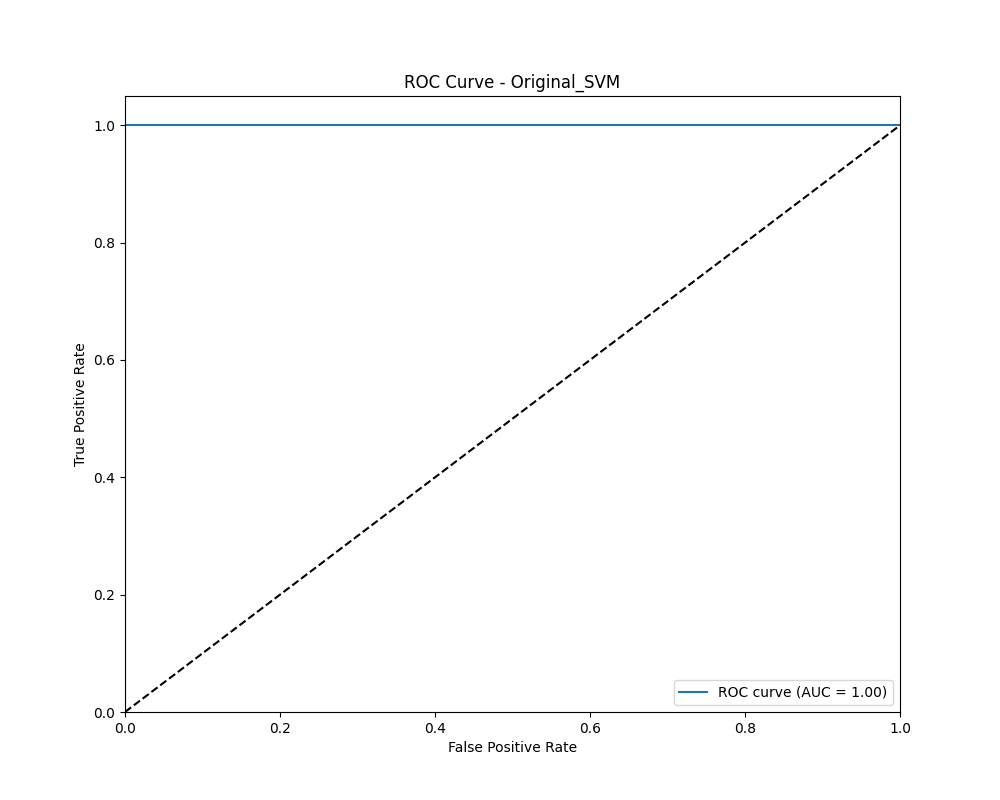 ROC Curve - Original_SVM
1.0
0.8
0.6
0.4
0.2
0.0
True Positive Rate
0.0 0.2 0.4 0.6 0.8 1.0
False Positive Rate
ROC curve (AUC = 1.00)